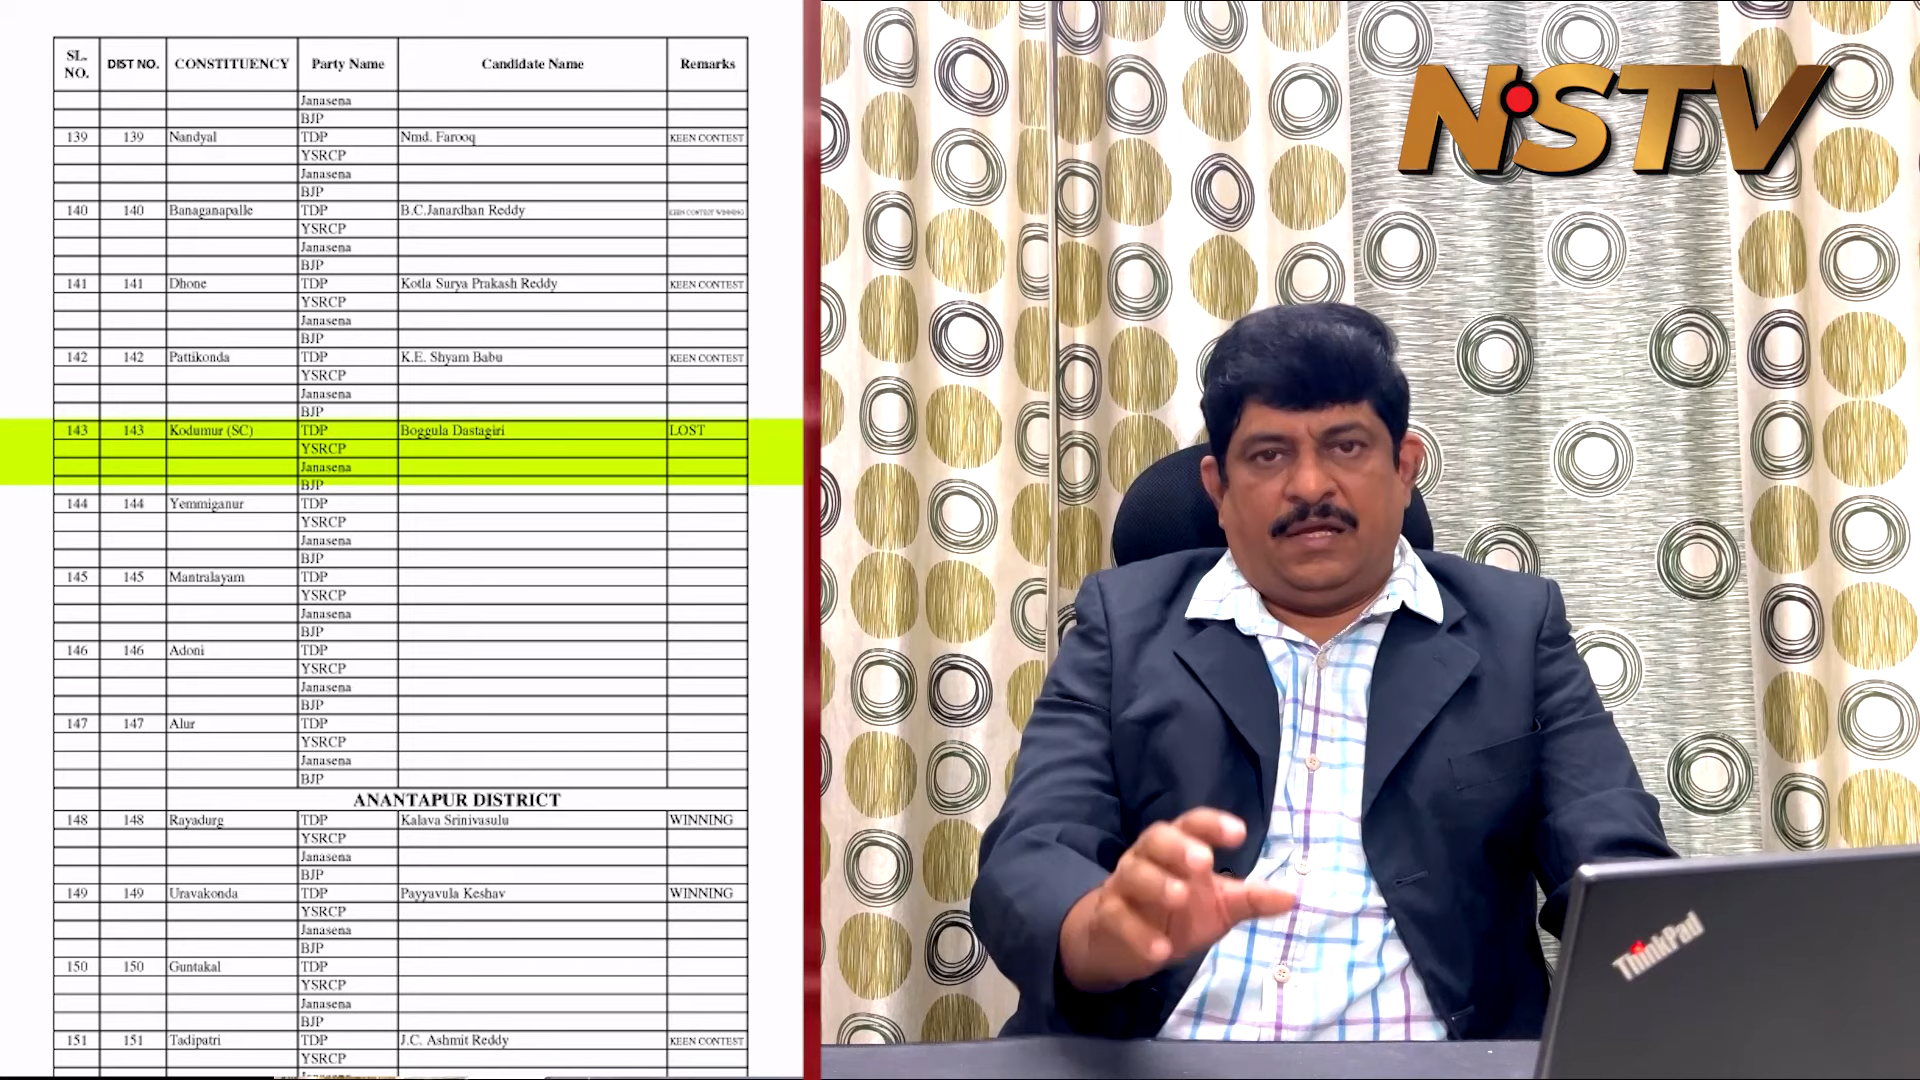 SL. NO. DIST NO. CONSTITUENCY Party Name Candidate Name Remarks
Janasena
BJP
139 139 Nandyal TDP Nmd. Farooq KEEN CONTEST
YSRCP
Janasena
BJP
140 140 Banaganapalle TDP B.C.Janardhan Reddy KEEN CONTEST WINNING
YSRCP
Janasena
BJP
141 141 Dhone TDP Kotla Surya Prakash Reddy KEEN CONTEST
YSRCP
Janasena
BJP
142 142 Pattikonda TDP K.E. Shyam Babu KEEN CONTEST
YSRCP
Janasena
BJP
143 143 Kodumur (SC) TDP Boggula Dastagiri LOST
YSRCP
Janasena
BJP
144 144 Yemmiganur TDP
YSRCP
Janasena
BJP
145 145 Mantralayam TDP
YSRCP
Janasena
BJP
146 146 Adoni TDP
YSRCP
Janasena
BJP
147 147 Alur TDP
YSRCP
Janasena
BJP
ANANTAPUR DISTRICT
148 148 Rayadurg TDP Kalava Srinivasulu WINNING
YSRCP
Janasena
BJP
149 149 Uravakonda TDP Payyavula Keshav WINNING
YSRCP
Janasena
BJP
150 150 Guntakal TDP
YSRCP
Janasena
BJP
151 151 Tadipatri TDP J.C. Ashmit Reddy KEEN CONTEST
YSRCP
NSTV
ThinkPad